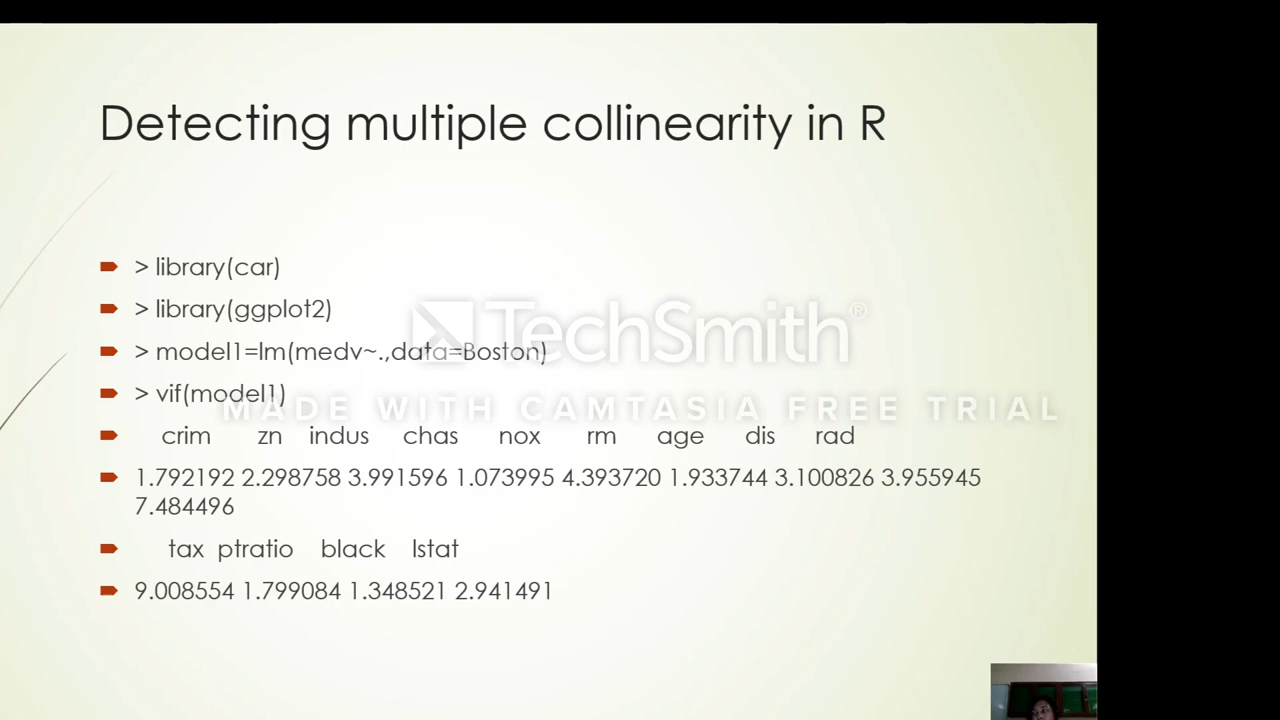 Detecting multiple collinearity in R
> library(car)
> library(ggplot2)
> model1=lm(medv~.,data=Boston)
> vif(model1)
crim zn indus chas nox rm age dis rad
1.792192 2.298758 3.991596 1.073995 4.393720 1.933744 3.100826 3.955945
7.484496
tax ptratio black lstat
9.008554 1.799084 1.348521 2.941491
TechSmith®
MADE WITH CAMTASIA FREE TRIAL